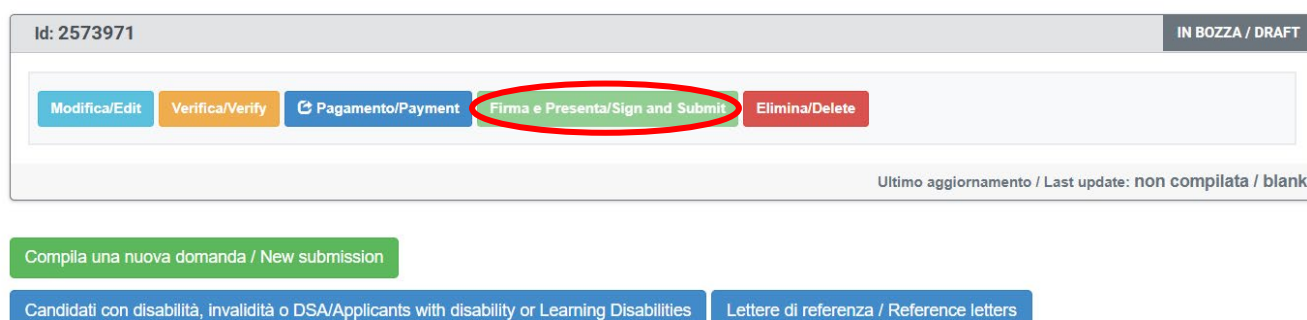 Id: 2573971 IN BOZZA / DRAFT
Modifica/Edit Verifica/Verify Pagamento/Payment Firma e Presenta/Sign and Submit Elimina/Delete
Ultimo aggiornamento / Last update: non compilata / blank
Compila una nuova domanda / New submission
Candidati con disabilità, invalidità o DSA/Applicants with disability or Learning Disabilities Lettere di referenza / Reference letters